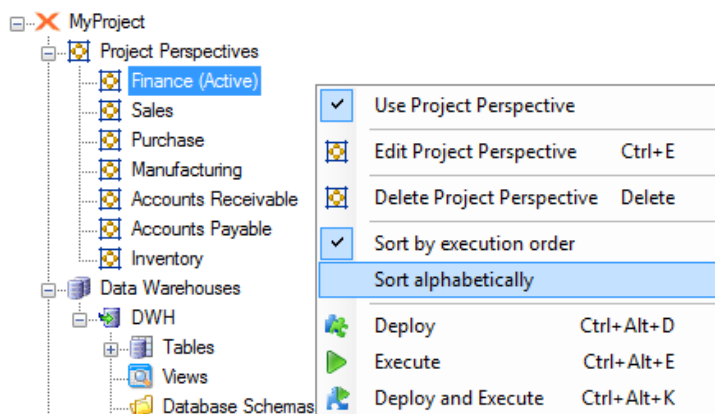 MyProject
Project Perspectives
Finance (Active)
Sales
Purchase
Manufacturing
Accounts Receivable
Accounts Payable
Inventory
Data Warehouses
DWH
Tables
Views
Database Schemas
Use Project Perspective
Edit Project Perspective Ctrl+E
Delete Project Perspective Delete
Sort by execution order
Sort alphabetically
Deploy Ctrl+Alt+D
Execute Ctrl+Alt+E
Deploy and Execute Ctrl+Alt+K